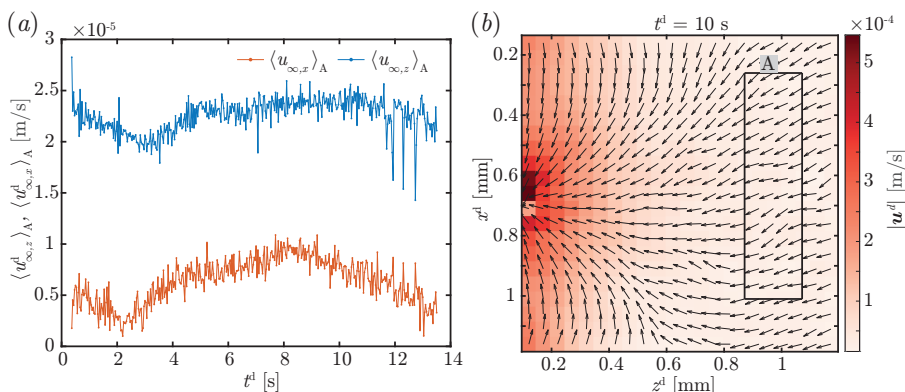 (a)
×10⁻⁵
⟨u_{∞,x}⟩_A ⟨u_{∞,z}⟩_A
⟨u^d_{∞,z}⟩_A, ⟨u^d_{∞,x}⟩_A [m/s]
3
2.5
2
1.5
1
0.5
0
0 2 4 6 8 10 12 14
t^d [s]
(b)
t^d = 10 s
A
x^d [mm]
0.2
0.4
0.6
0.8
1
0.2 0.4 0.6 0.8 1
z^d [mm]
×10⁻⁴
5
4
3
2
1
|u^d| [m/s]